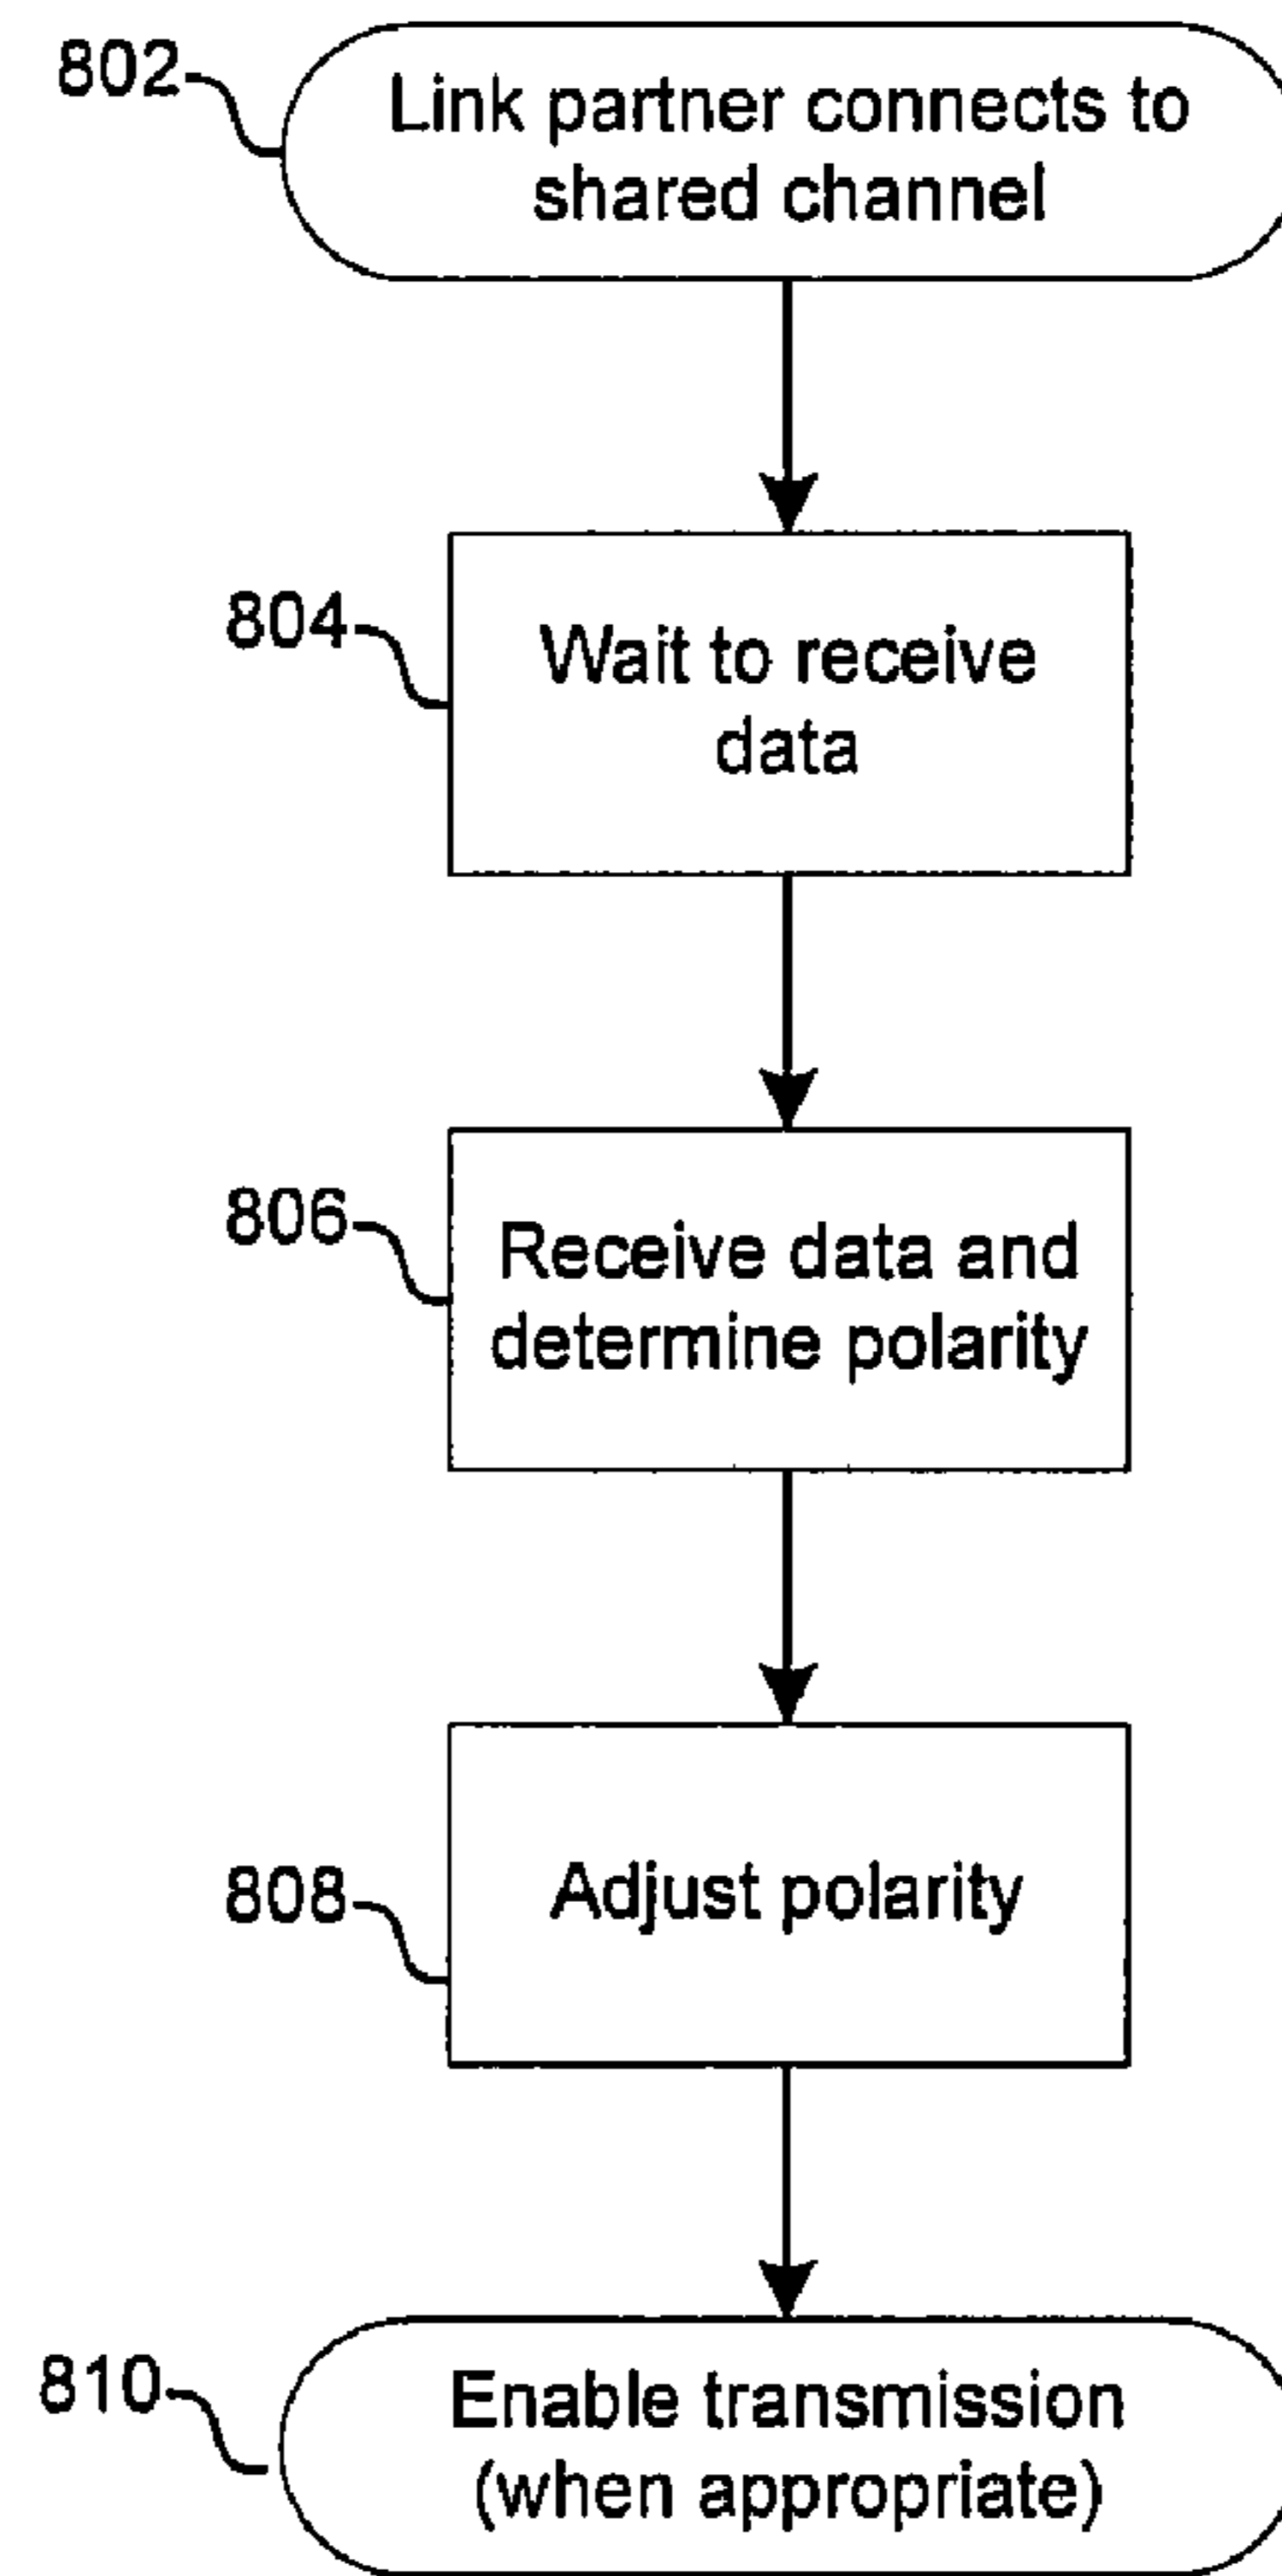 802
Link partner connects to
shared channel
804
Wait to receive
data
806
Receive data and
determine polarity
808
Adjust polarity
810
Enable transmission
(when appropriate)